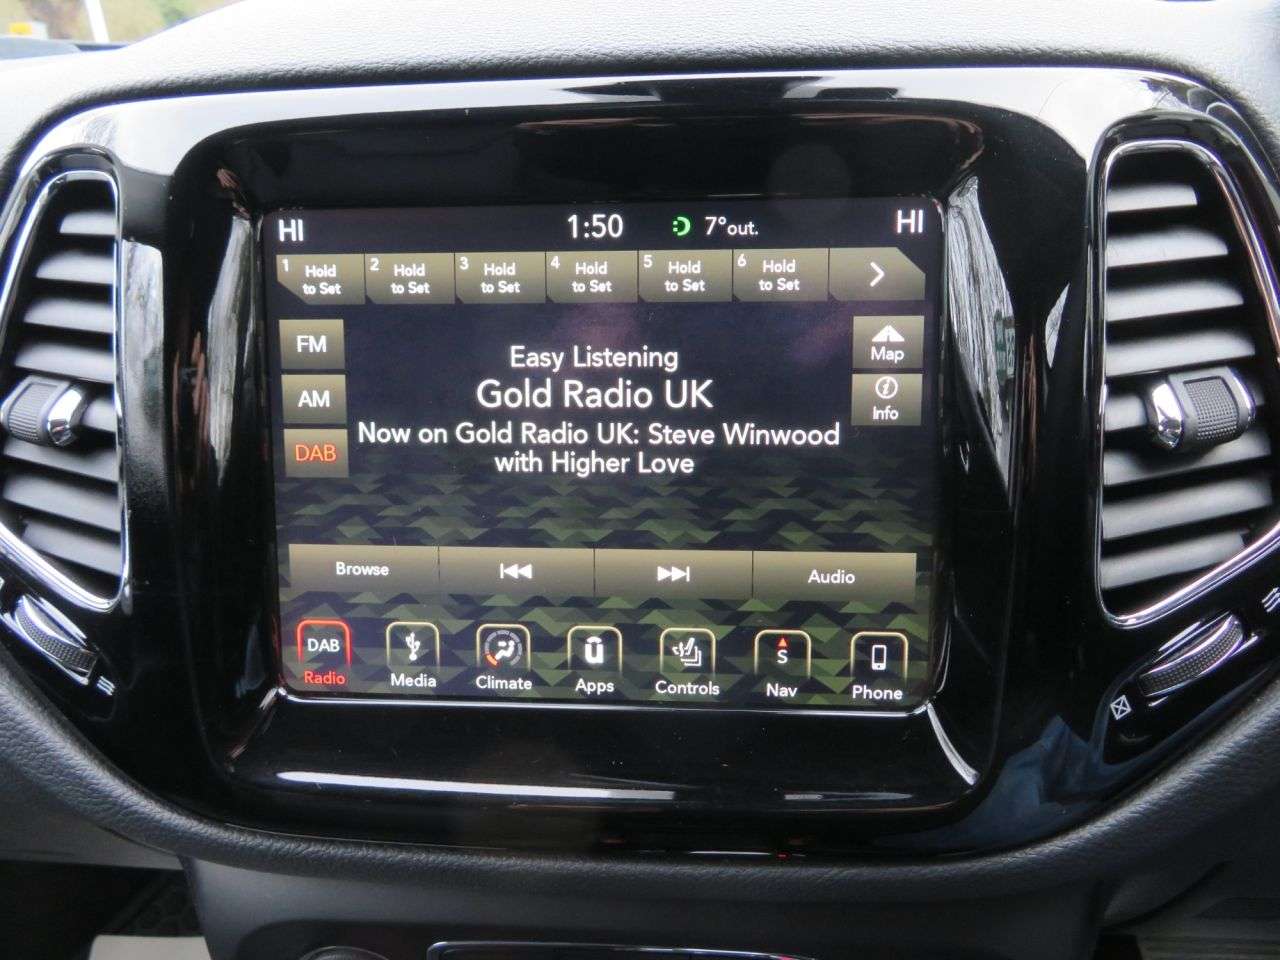 HI 1:50 7°out. HI
1 Hold to Set
2 Hold to Set
3 Hold to Set
4 Hold to Set
5 Hold to Set
6 Hold to Set
FM
AM
DAB
Easy Listening
Gold Radio UK
Now on Gold Radio UK: Steve Winwood
with Higher Love
Map
Info
Browse
Audio
DAB
Radio
Media
Climate
Apps
Controls
S
Nav
Phone